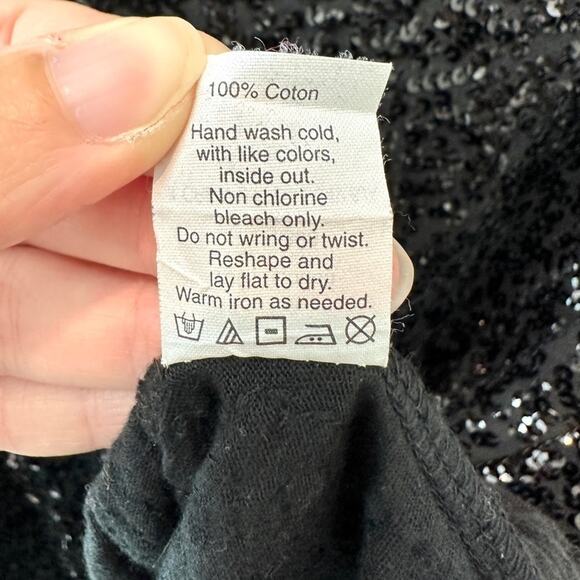 100% Coton
Hand wash cold,
with like colors,
inside out.
Non chlorine
bleach only.
Do not wring or twist.
Reshape and
lay flat to dry.
Warm iron as needed.